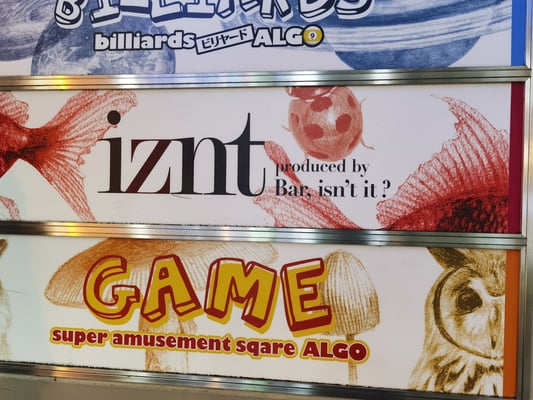 BILLIARDS
billiards ビリヤード ALGO
9
iznt
produced by
Bar, isn't it?
GAME
super amusement sqare ALGO